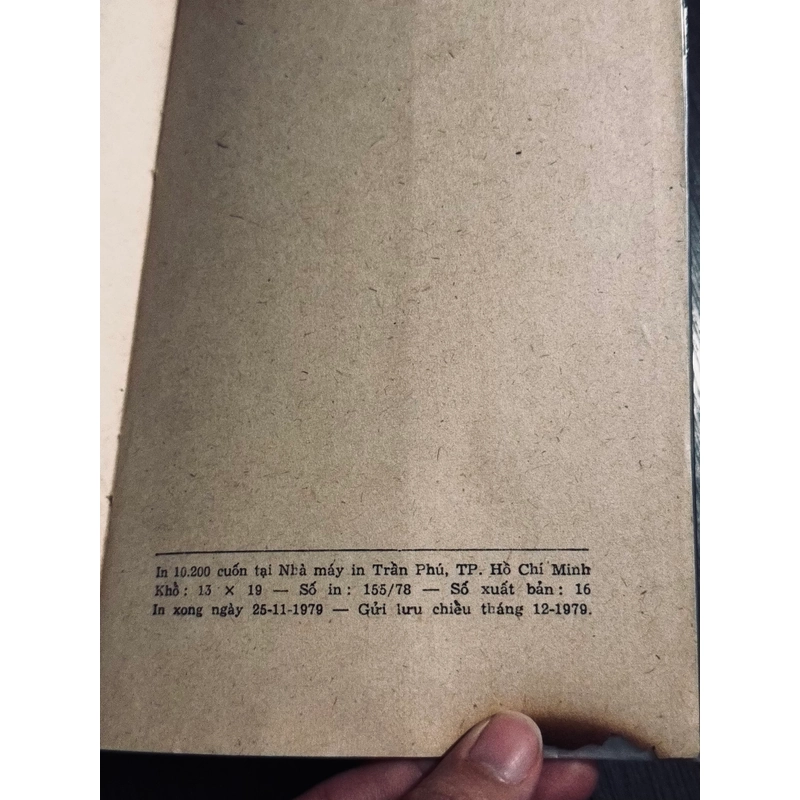 In 10.200 cuốn tại Nhà máy in Trần Phú, TP. Hồ Chí Minh
Khổ: 13 × 19 — Số in: 155/78 — Số xuất bản: 16
In xong ngày 25-11-1979 — Gửi lưu chiểu tháng 12-1979.